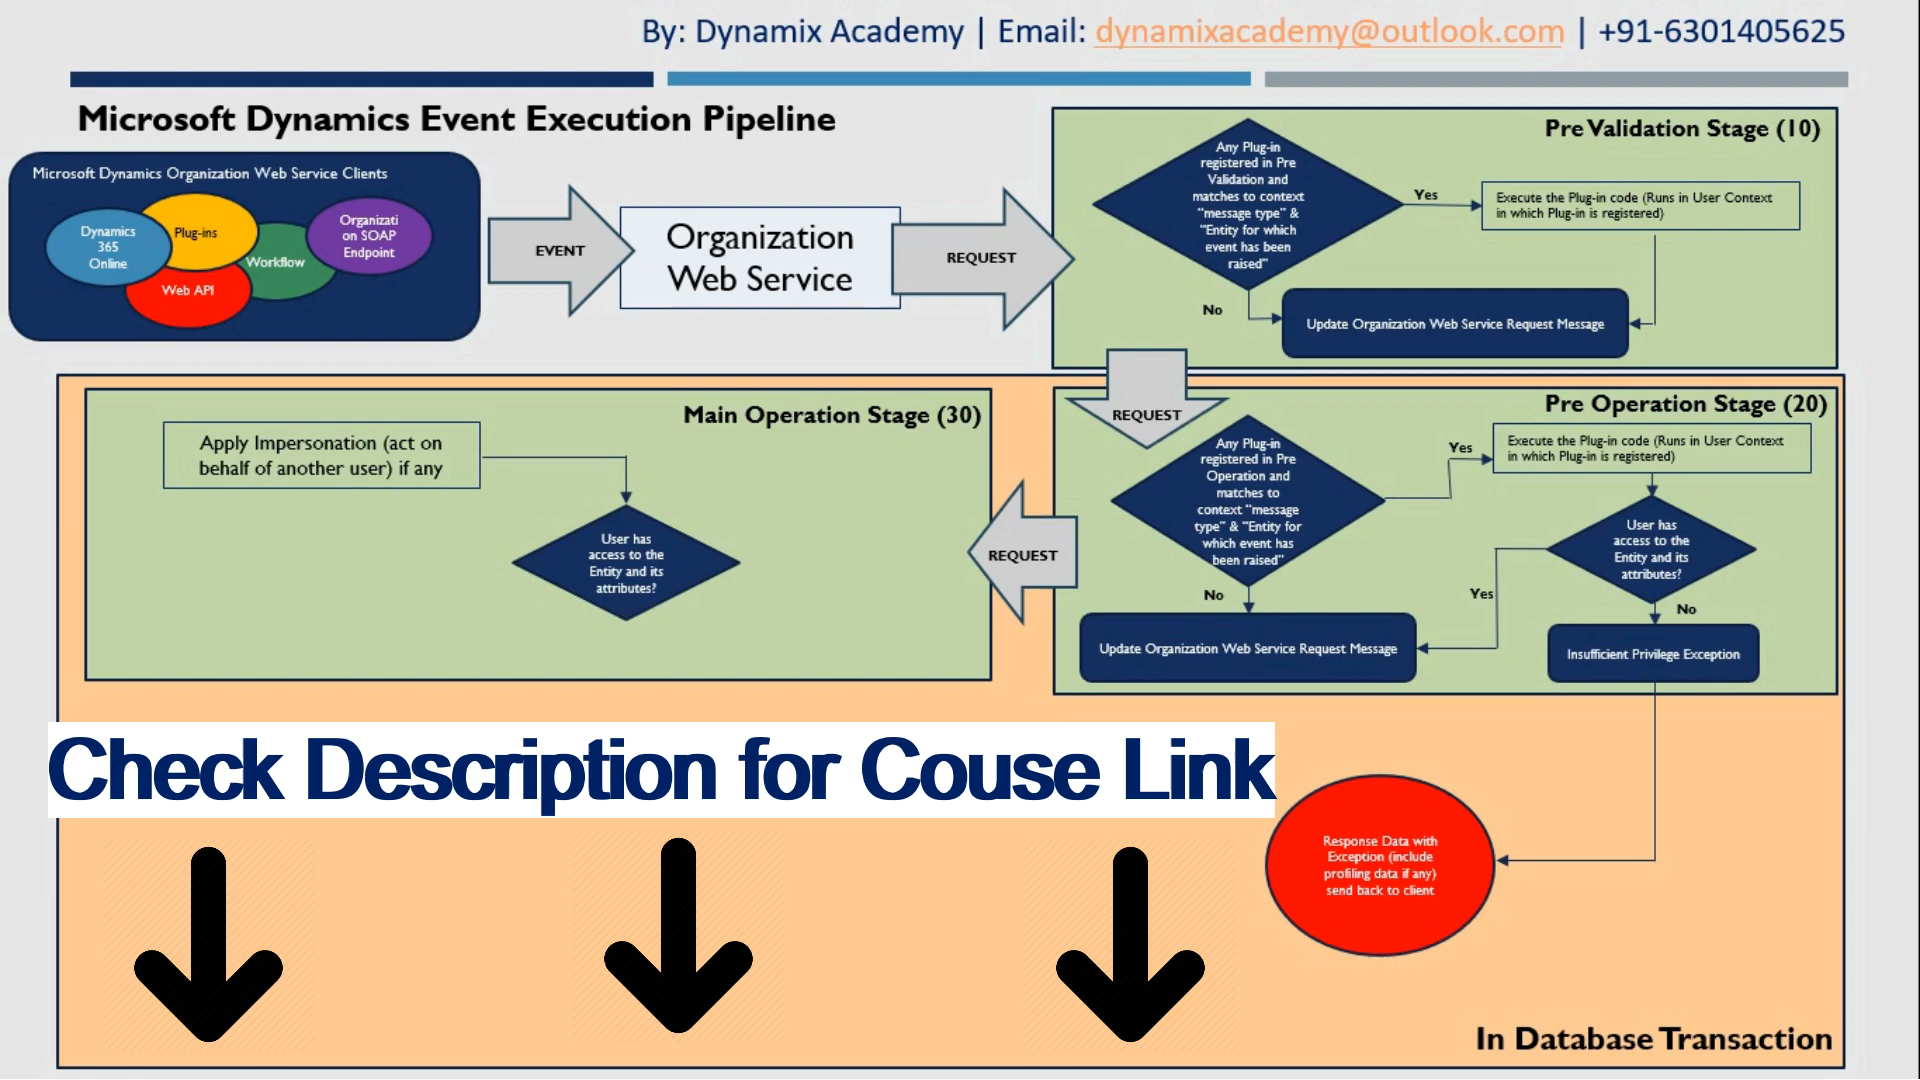 By: Dynamix Academy | Email: dynamixacademy@outlook.com | +91-6301405625
Microsoft Dynamics Event Execution Pipeline
Microsoft Dynamics Organization Web Service Clients
Dynamics
365
Online
Plug-ins
Workflow
Web API
Organizati
on SOAP
Endpoint
EVENT
Organization
Web Service
REQUEST
Pre Validation Stage (10)
Any Plug-in
registered in Pre
Validation and
matches to context
"message type" &
"Entity for which
event has been
raised"
Yes
Execute the Plug-in code (Runs in User Context
in which Plug-in is registered)
No
Update Organization Web Service Request Message
REQUEST
Pre Operation Stage (20)
Any Plug-in
registered in Pre
Operation and
matches to
context "message
type" & "Entity for
which event has
been raised"
Yes
Execute the Plug-in code (Runs in User Context
in which Plug-in is registered)
User has
access to the
Entity and its
attributes?
Yes
No
No
Update Organization Web Service Request Message
Insufficient Privilege Exception
REQUEST
Main Operation Stage (30)
Apply Impersonation (act on
behalf of another user) if any
User has
access to the
Entity and its
attributes?
Check Description for Couse Link
Response Data with
Exception (include
profiling data if any)
send back to client
In Database Transaction